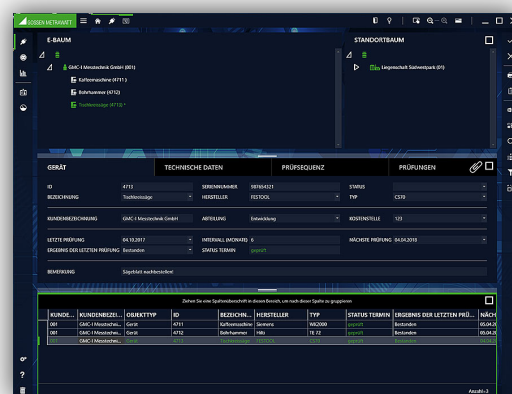 GOSSEN METRAWATT
E-BAUM
STANDORTBAUM
GMC-I Messtechnik GmbH (001)
Kaffeemaschine (4711)
Bohrhammer (4712)
Tischkreissäge (4713) *
Liegenschaft Südwestpark (01)
GERÄT TECHNISCHE DATEN PRÜFSEQUENZ PRÜFUNGEN
ID 4713 SERIENNUMMER 987654321 STATUS
BEZEICHNUNG Tischkreissäge HERSTELLER FESTOOL TYP CS70
KUNDENBEZEICHNUNG GMC-I Messtechnik GmbH ABTEILUNG Entwicklung KOSTENSTELLE 123
LETZTE PRÜFUNG 04.10.2017 INTERVALL (MONATE) 6 NÄCHSTE PRÜFUNG 04.04.2018
ERGEBNIS DER LETZTEN PRÜFUNG Bestanden STATUS TERMIN geprüft
BEMERKUNG Sägeblatt nachbestellen!
Ziehen Sie eine Spaltenüberschrift in diesen Bereich, um nach dieser Spalte zu gruppieren
KUNDE... KUNDENBEZEI... OBJEKTTYP ID BEZEICHN... HERSTELLER TYP STATUS TERMIN ERGEBNIS DER LETZTEN PRÜ... NÄCH
001 GMC-I Messtechni... Gerät 4711 Kaffeemaschine Siemens WK2000 geprüft Bestanden 05.04.20
001 GMC-I Messtechni... Gerät 4712 Bohrhammer Hilti TE 72 geprüft Bestanden 05.04.20
001 GMC-I Messtechni... Gerät 4713 Tischkreissäge FESTOOL CS70 geprüft Bestanden 04.04.20
Anzahl=3